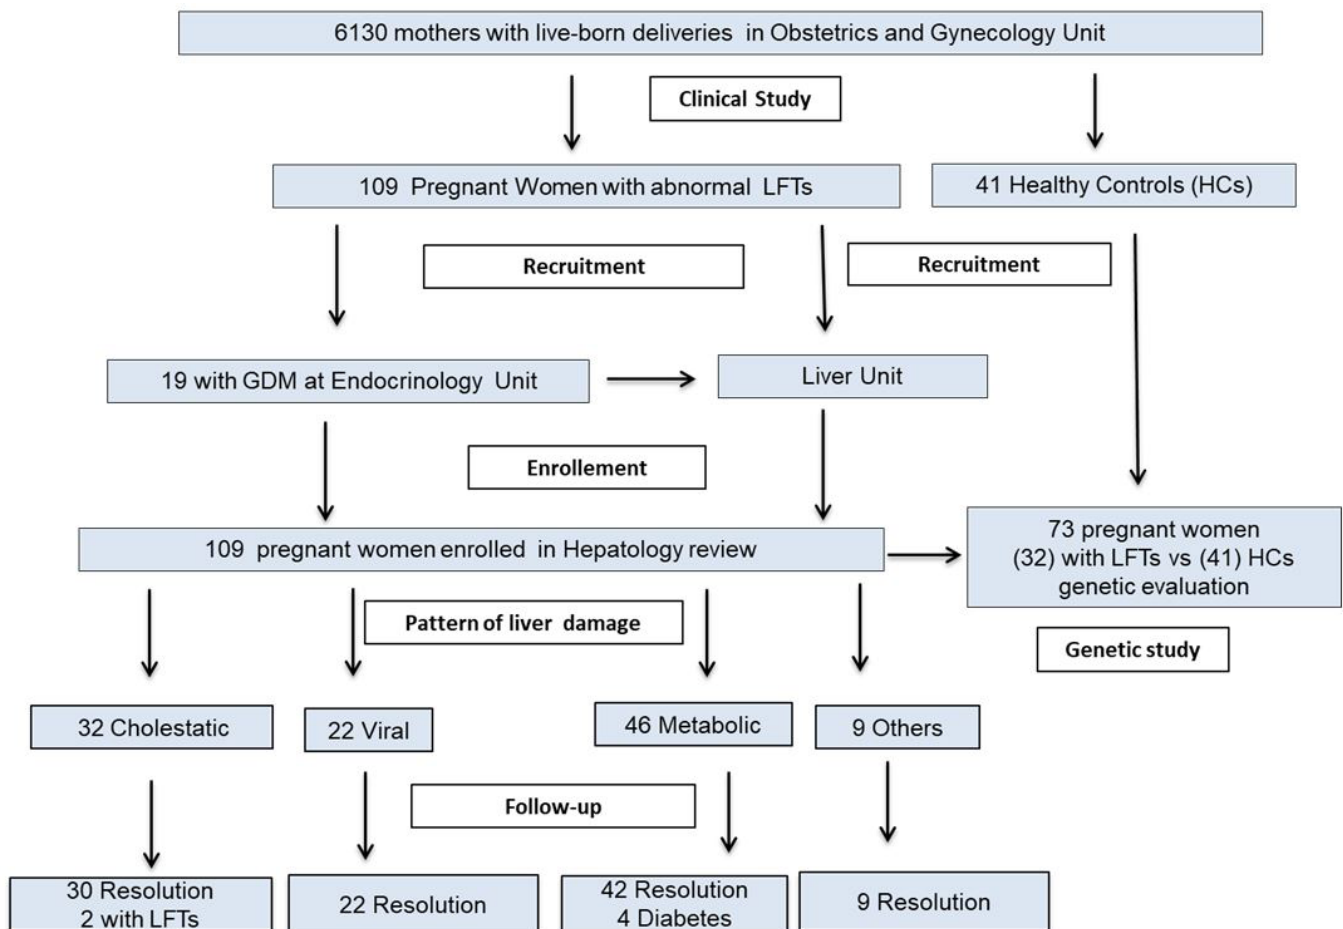 6130 mothers with live-born deliveries in Obstetrics and Gynecology Unit
Clinical Study
109 Pregnant Women with abnormal LFTs
41 Healthy Controls (HCs)
Recruitment
Recruitment
19 with GDM at Endocrinology Unit
Liver Unit
Enrollement
109 pregnant women enrolled in Hepatology review
73 pregnant women
(32) with LFTs vs (41) HCs
genetic evaluation
Pattern of liver damage
Genetic study
32 Cholestatic
22 Viral
46 Metabolic
9 Others
Follow-up
30 Resolution
2 with LFTs
22 Resolution
42 Resolution
4 Diabetes
9 Resolution